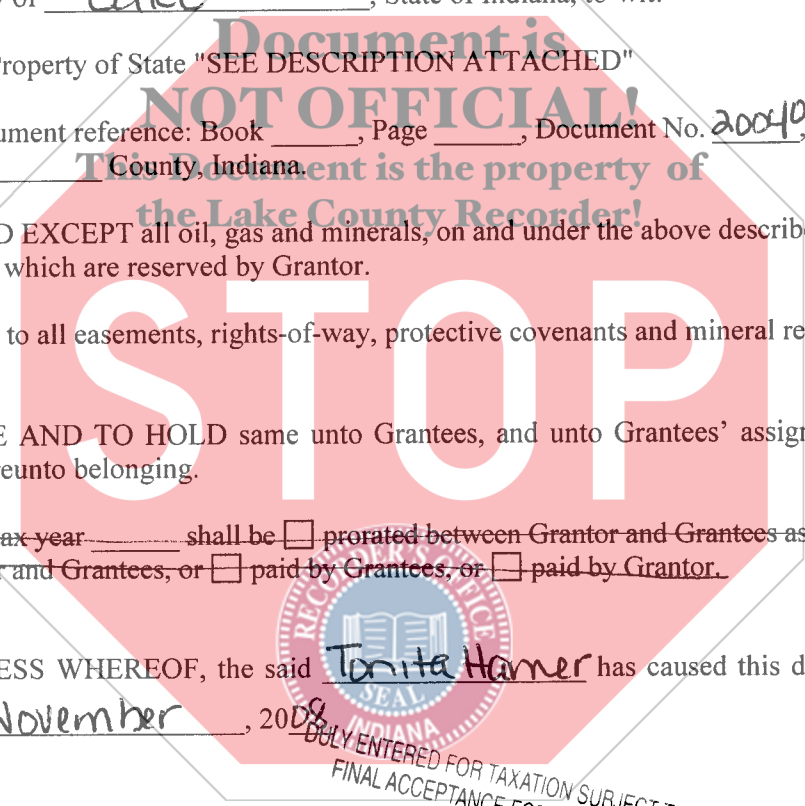 of Lake, State of Indiana, to wit:
Document is
roperty of State "SEE DESCRIPTION ATTACHED"
NOT OFFICIAL!
ument reference: Book ______, Page ______, Document No. 20040,
This Document is the property of
County, Indiana.
the Lake County Recorder!
D EXCEPT all oil, gas and minerals, on and under the above describe
which are reserved by Grantor.
STOP
to all easements, rights-of-way, protective covenants and mineral re
E AND TO HOLD same unto Grantees, and unto Grantees' assign
eunto belonging.
ax year ______ shall be ☐ prorated between Grantor and Grantees as
r and Grantees, or ☐ paid by Grantees, or ☐ paid by Grantor.
RECORDER'S OFFICE
SEAL
INDIANA
ESS WHEREOF, the said Tonita Hamer has caused this d
November, 2008
DULY ENTERED FOR TAXATION SUBJECT T
FINAL ACCEPTANCE FO